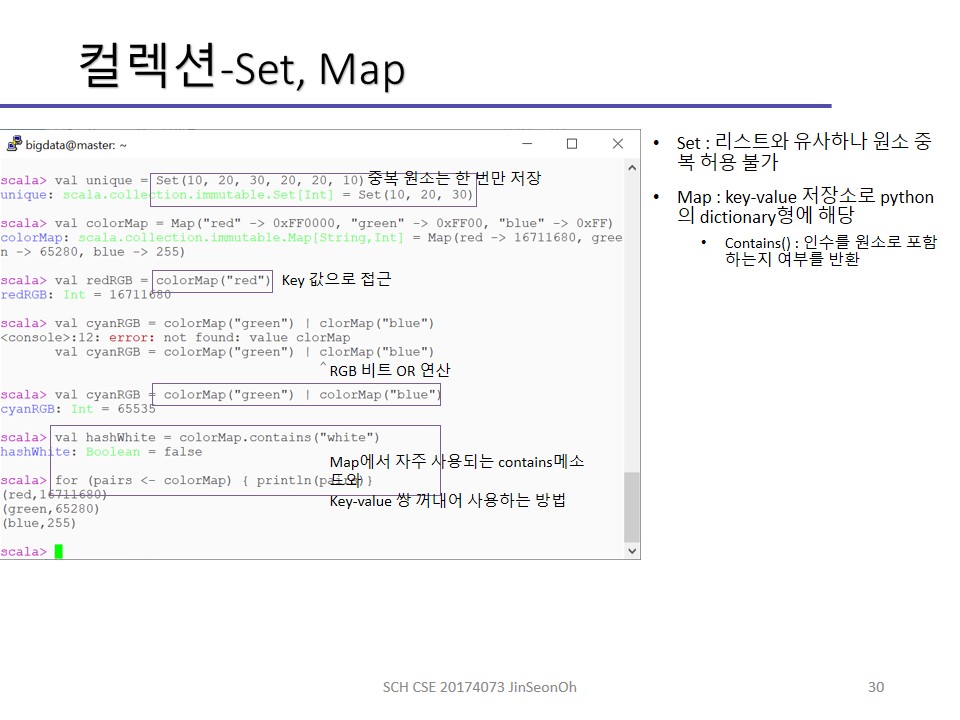 컬렉션-Set, Map
bigdata@master: ~
scala> val unique = Set(10, 20, 30, 20, 20, 10) 중복 원소는 한 번만 저장
unique: scala.collection.immutable.Set[Int] = Set(10, 20, 30)
scala> val colorMap = Map("red" -> 0xFF0000, "green" -> 0xFF00, "blue" -> 0xFF)
colorMap: scala.collection.immutable.Map[String,Int] = Map(red -> 16711680, gree
n -> 65280, blue -> 255)
scala> val redRGB = colorMap("red") Key 값으로 접근
redRGB: Int = 16711680
scala> val cyanRGB = colorMap("green") | clorMap("blue")
<console>:12: error: not found: value clorMap
val cyanRGB = colorMap("green") | clorMap("blue")
^
RGB 비트 OR 연산
scala> val cyanRGB = colorMap("green") | colorMap("blue")
cyanRGB: Int = 65535
scala> val hashWhite = colorMap.contains("white")
hashWhite: Boolean = false
Map에서 자주 사용되는 contains메소
드와
Key-value 쌍 꺼내어 사용하는 방법
scala> for (pairs <- colorMap) { println(pairs)}
(red,16711680)
(green,65280)
(blue,255)
scala>
• Set : 리스트와 유사하나 원소 중
복 허용 불가
• Map : key-value 저장소로 python
의 dictionary형에 해당
• Contains() : 인수를 원소로 포함
하는지 여부를 반환
SCH CSE 20174073 JinSeonOh
30